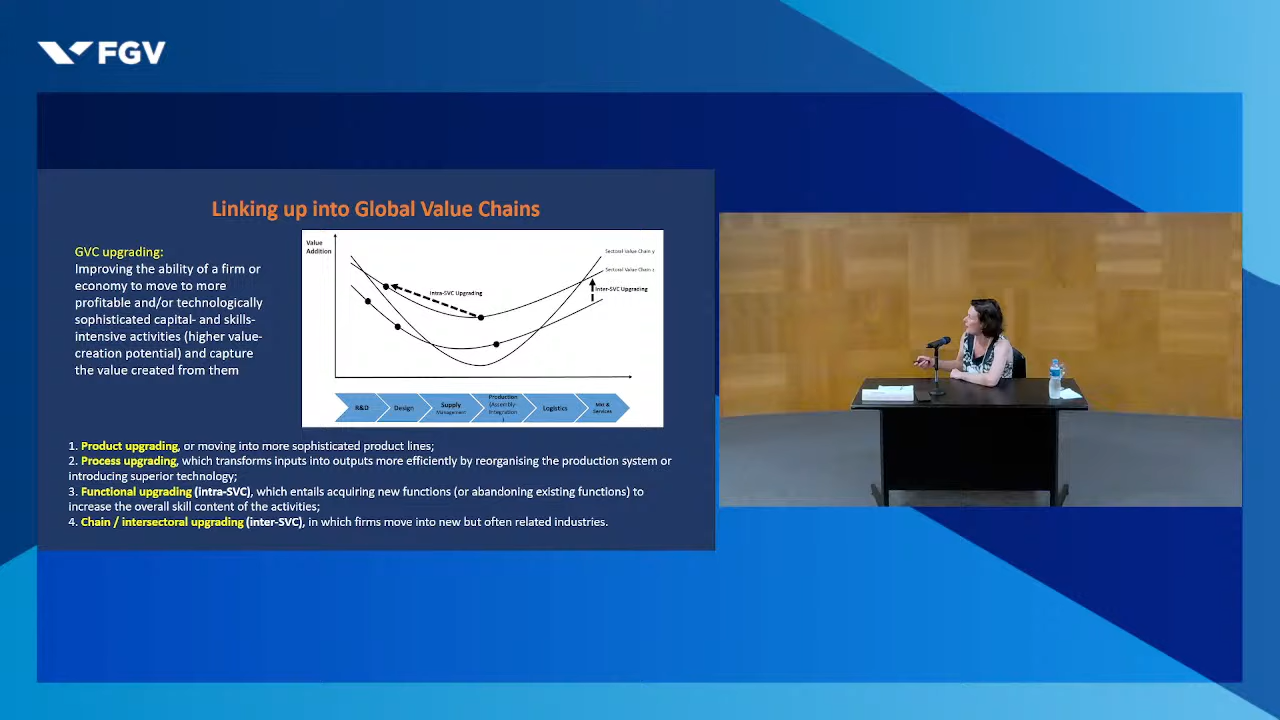 FGV
Linking up into Global Value Chains
GVC upgrading:
Improving the ability of a firm or
economy to move to more
profitable and/or technologically
sophisticated capital- and skills-
intensive activities (higher value-
creation potential) and capture
the value created from them
Value
Addition
Sectoral Value Chain y
Sectoral Value Chain z
Intra-SVC Upgrading
Inter-SVC Upgrading
R&D
Design
Supply
Management
Production
(Assembly-
Integration
)
Logistics
Mkt &
Services
1. Product upgrading, or moving into more sophisticated product lines;
2. Process upgrading, which transforms inputs into outputs more efficiently by reorganising the production system or
introducing superior technology;
3. Functional upgrading (intra-SVC), which entails acquiring new functions (or abandoning existing functions) to
increase the overall skill content of the activities;
4. Chain / intersectoral upgrading (inter-SVC), in which firms move into new but often related industries.